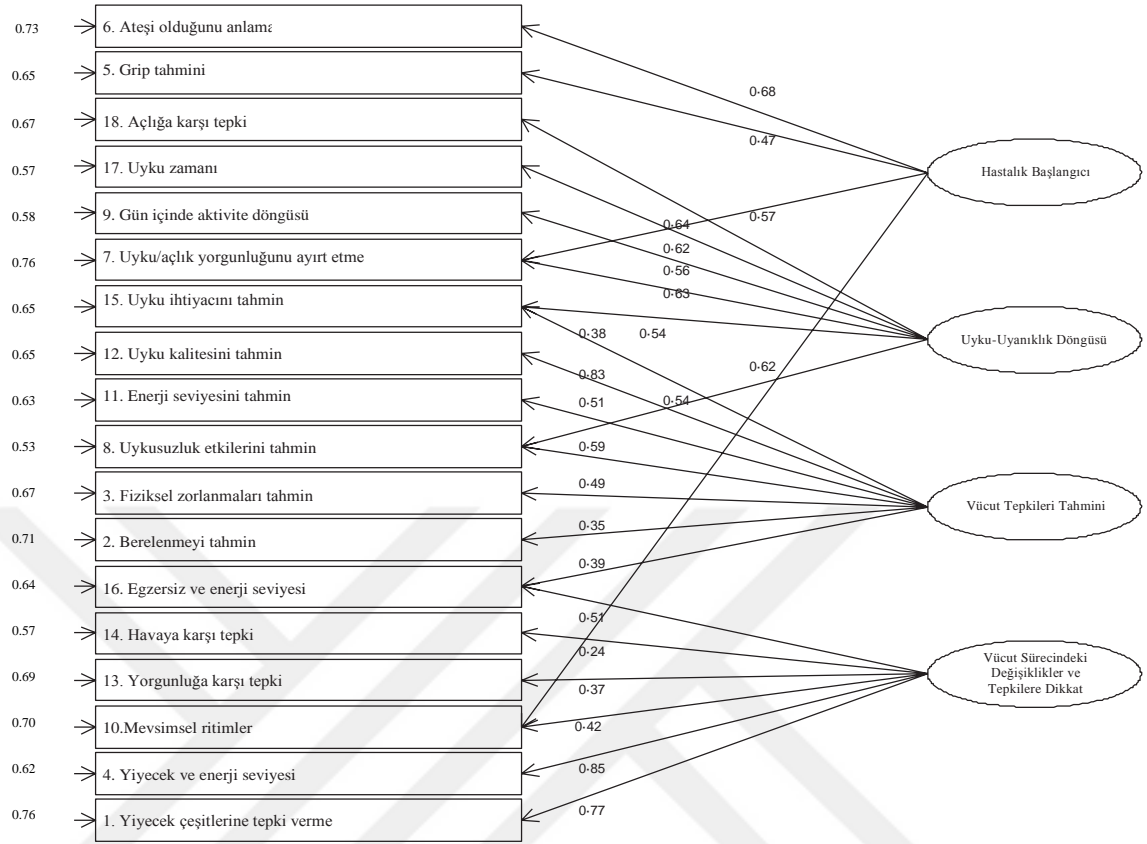 0.73
6. Ateşi olduğunu anlama
0.65
5. Grip tahmini
0.67
18. Açlığa karşı tepki
0.57
17. Uyku zamanı
0.58
9. Gün içinde aktivite döngüsü
0.76
7. Uyku/açlık yorgunluğunu ayırt etme
0.65
15. Uyku ihtiyacını tahmin
0.65
12. Uyku kalitesini tahmin
0.63
11. Enerji seviyesini tahmin
0.53
8. Uykusuzluk etkilerini tahmin
0.67
3. Fiziksel zorlanmaları tahmin
0.71
2. Berelenmeyi tahmin
0.64
16. Egzersiz ve enerji seviyesi
0.57
14. Havaya karşı tepki
0.69
13. Yorgunluğa karşı tepki
0.70
10.Mevsimsel ritimler
0.62
4. Yiyecek ve enerji seviyesi
0.76
1. Yiyecek çeşitlerine tepki verme
0.68
0.47
0.57
0.64
0.62
0.56
0.63
0.38
0.54
0.62
0.83
0.54
0.51
0.59
0.49
0.35
0.39
0.51
0.24
0.37
0.42
0.85
0.77
Hastalık Başlangıcı
Uyku-Uyanıklık Döngüsü
Vücut Tepkileri Tahmini
Vücut Sürecindeki
Değişiklikler ve
Tepkilere Dikkat